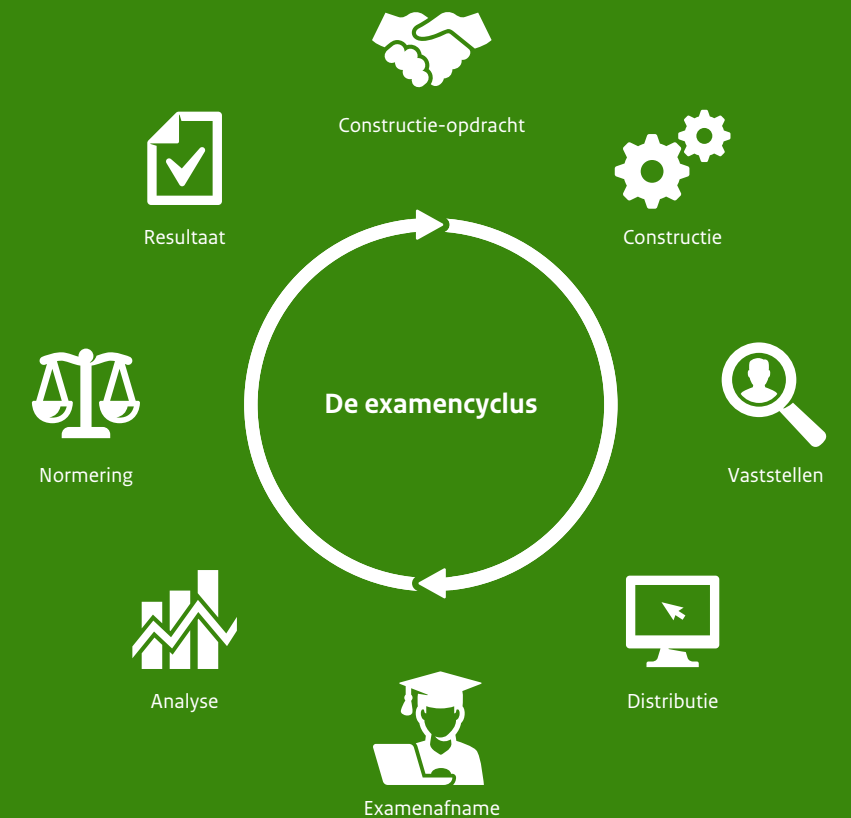 Constructie-opdracht
Constructie
Vaststellen
Distributie
Examenafname
Analyse
Normering
Resultaat
De examencyclus